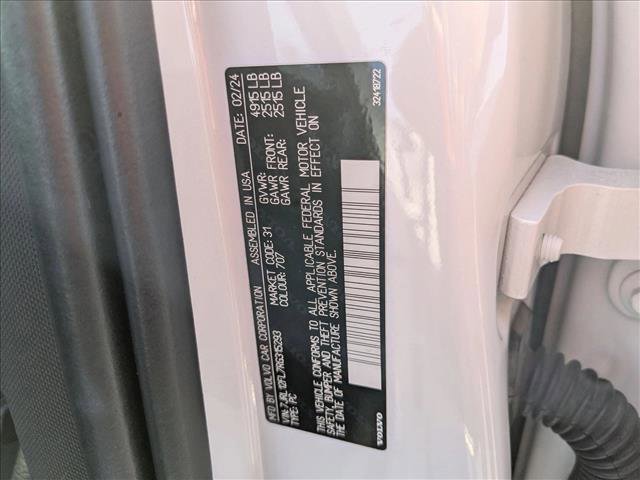 MFD BY VOLVO CAR CORPORATION ASSEMBLED IN USA DATE: 02/24
VIN: 7JRL12FL7RG315293 MARKET CODE: 31 GVWR: 4915 LB
TYPE: PC COLOUR: 707 GAWR FRONT: 2515 LB
GAWR REAR: 2515 LB
THIS VEHICLE CONFORMS TO ALL APPLICABLE FEDERAL MOTOR VEHICLE
SAFETY, BUMPER AND THEFT PREVENTION STANDARDS IN EFFECT ON
THE DATE OF MANUFACTURE SHOWN ABOVE.
VOLVO 32418722